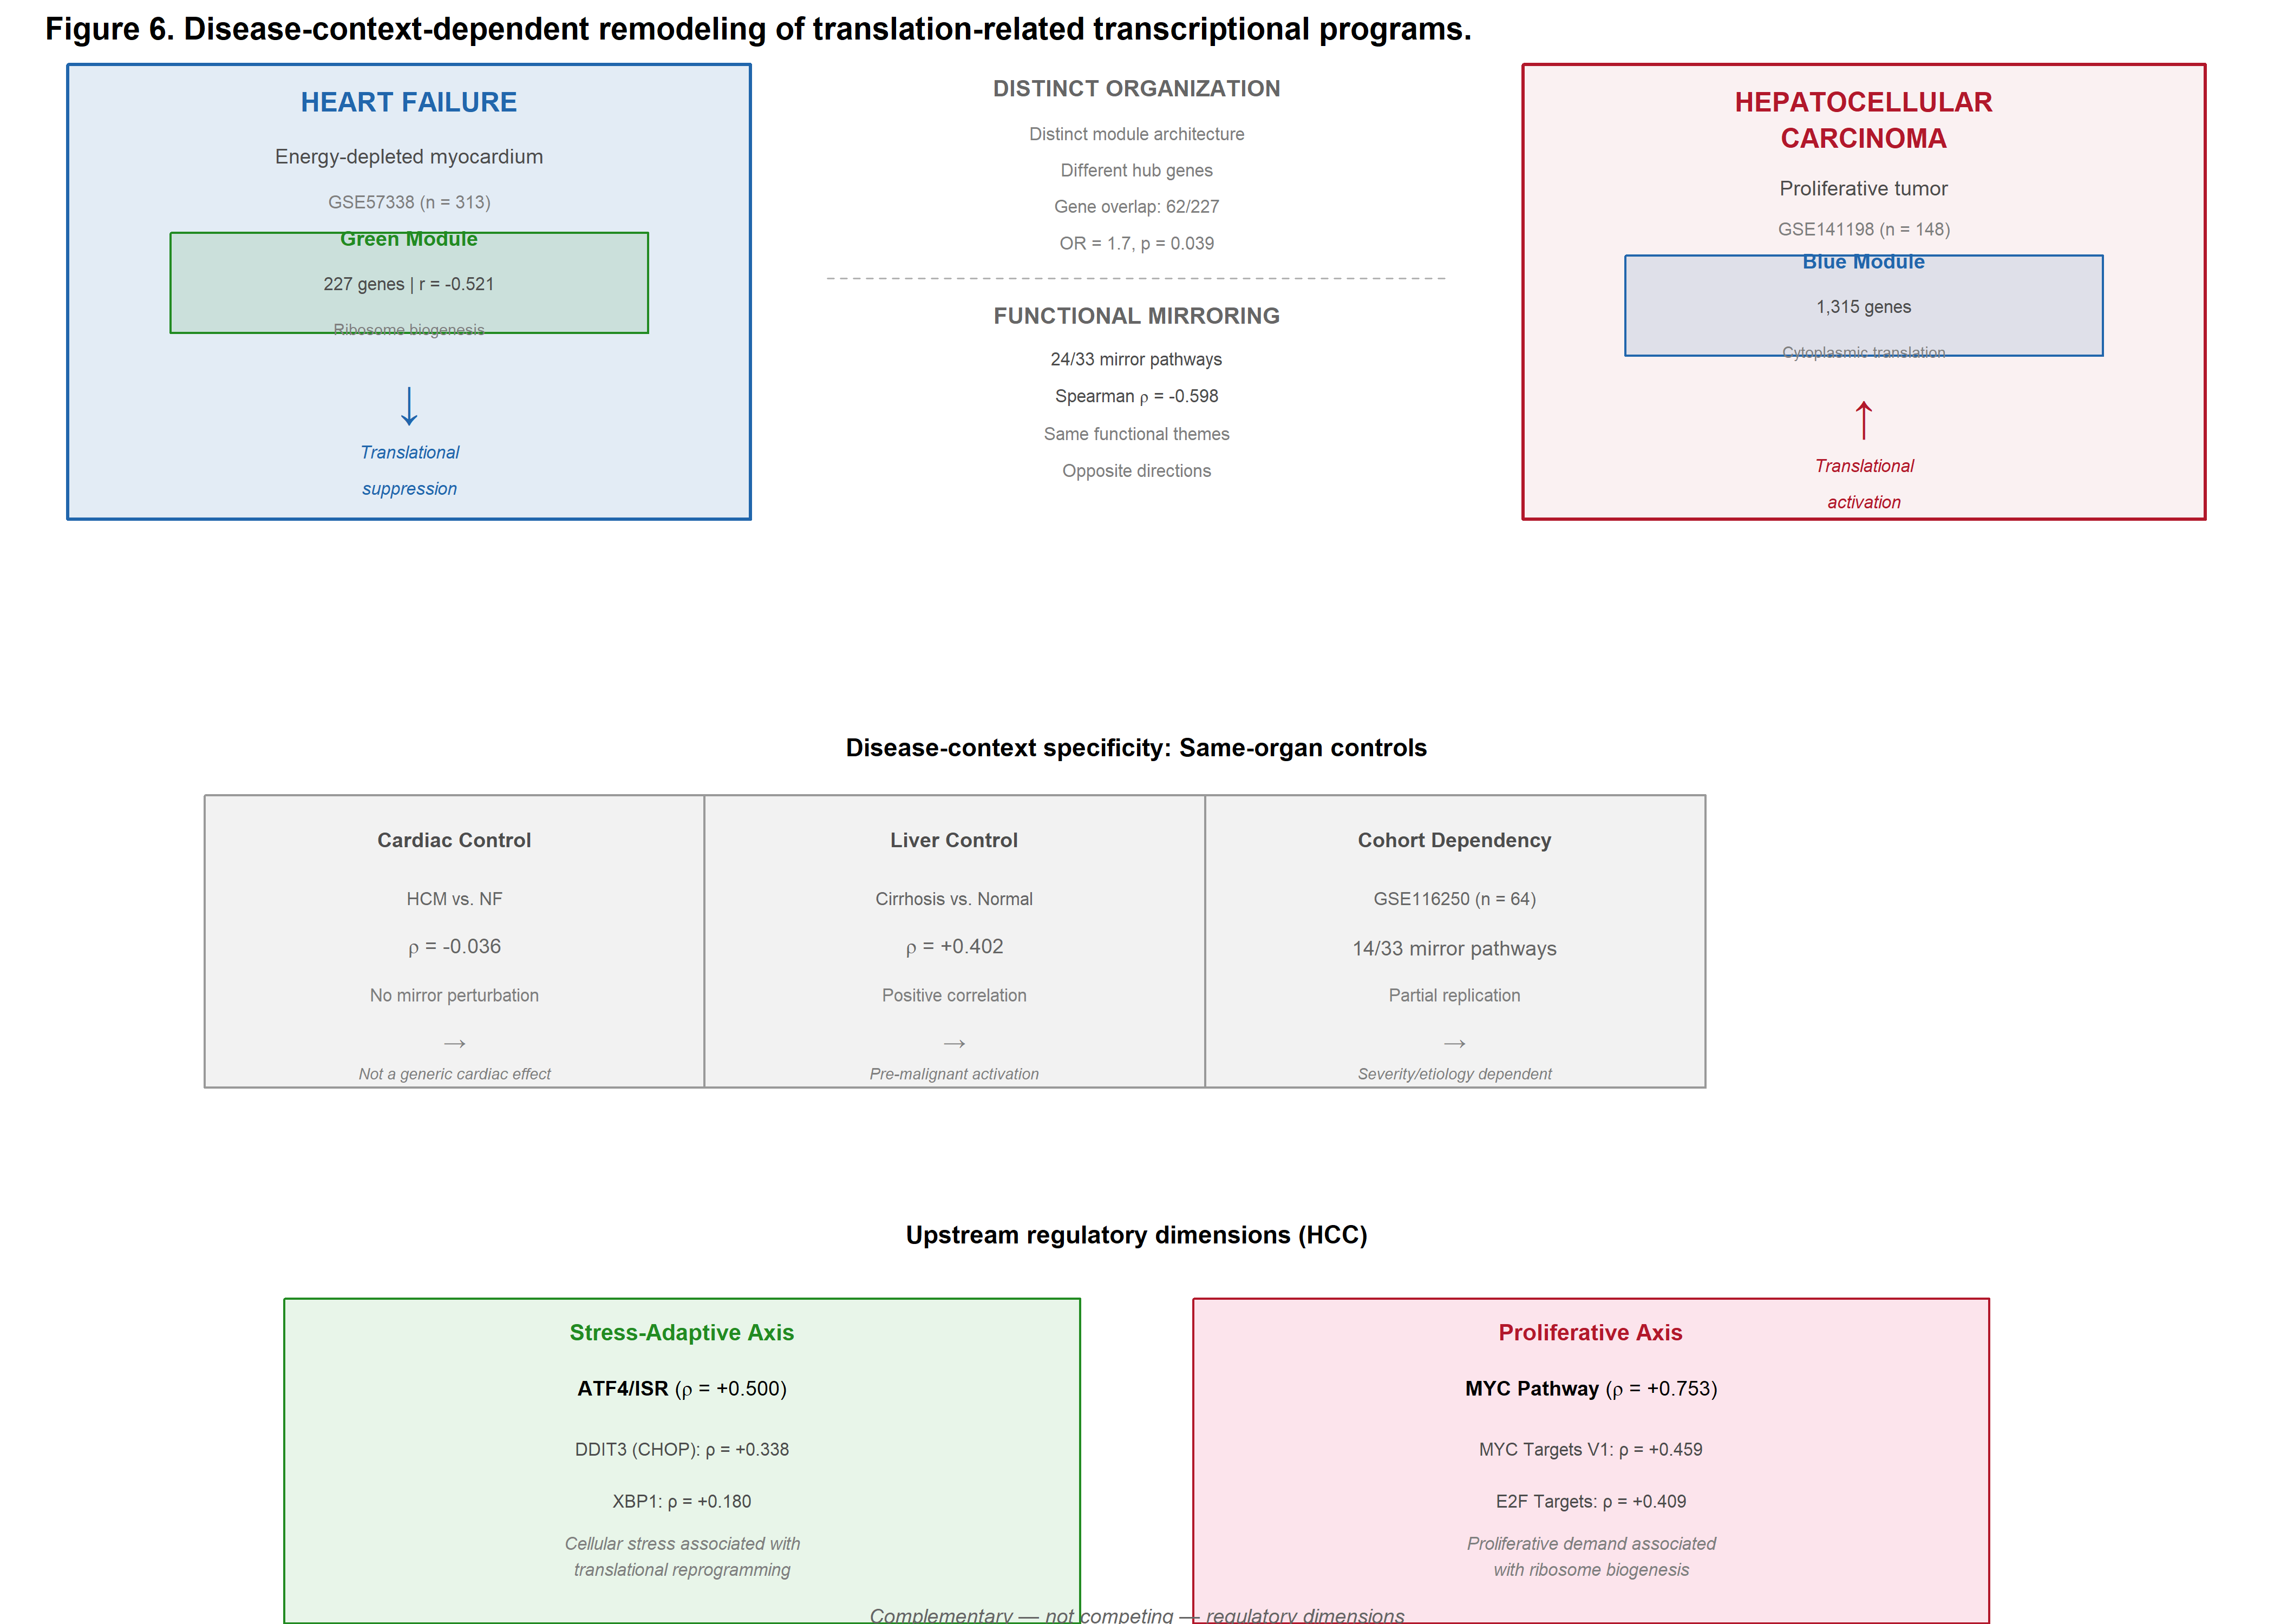 Figure 6. Disease-context-dependent remodeling of translation-related transcriptional programs.
HEART FAILURE
Energy-depleted myocardium
GSE57338 (n = 313)
Green Module
227 genes | r = -0.521
Ribosome biogenesis
↓
Translational
suppression
DISTINCT ORGANIZATION
Distinct module architecture
Different hub genes
Gene overlap: 62/227
OR = 1.7, p = 0.039
FUNCTIONAL MIRRORING
24/33 mirror pathways
Spearman ρ = -0.598
Same functional themes
Opposite directions
HEPATOCELLULAR
CARCINOMA
Proliferative tumor
GSE141198 (n = 148)
Blue Module
1,315 genes
Cytoplasmic translation
↑
Translational
activation
Disease-context specificity: Same-organ controls
Cardiac Control
HCM vs. NF
ρ = -0.036
No mirror perturbation
→
Not a generic cardiac effect
Liver Control
Cirrhosis vs. Normal
ρ = +0.402
Positive correlation
→
Pre-malignant activation
Cohort Dependency
GSE116250 (n = 64)
14/33 mirror pathways
Partial replication
→
Severity/etiology dependent
Upstream regulatory dimensions (HCC)
Stress-Adaptive Axis
ATF4/ISR (ρ = +0.500)
DDIT3 (CHOP): ρ = +0.338
XBP1: ρ = +0.180
Cellular stress associated with
translational reprogramming
Proliferative Axis
MYC Pathway (ρ = +0.753)
MYC Targets V1: ρ = +0.459
E2F Targets: ρ = +0.409
Proliferative demand associated
with ribosome biogenesis
Complementary — not competing — regulatory dimensions